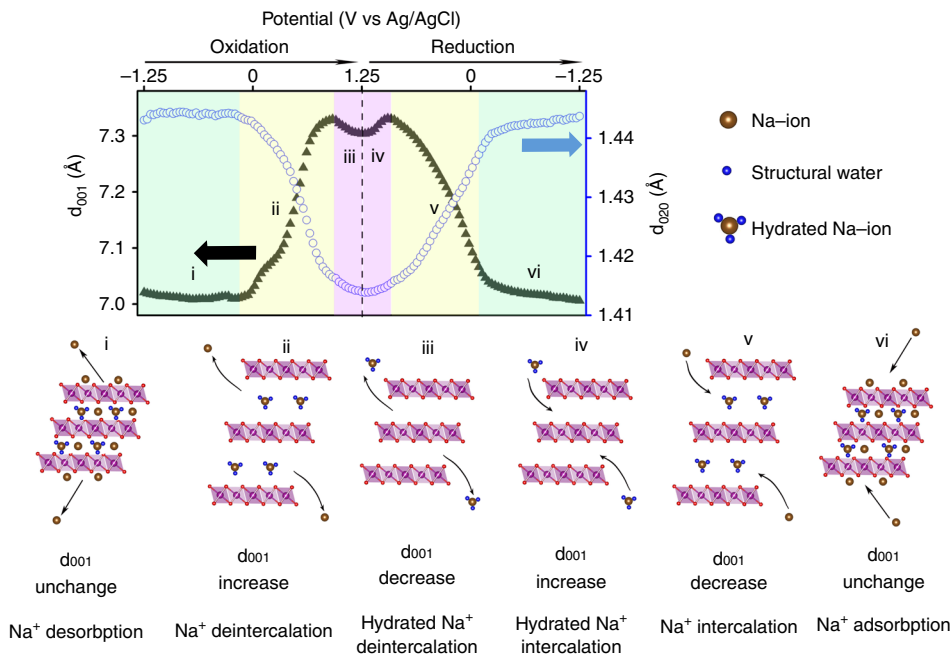 Potential (V vs Ag/AgCl)
Oxidation Reduction
−1.25 0 1.25 0 −1.25
7.3
7.2
7.1
7.0
d001 (Å)
1.44
1.43
1.42
1.41
d020 (Å)
i
ii
iii
iv
v
vi
Na–ion
Structural water
Hydrated Na–ion
i ii iii iv v vi
d001
unchange
Na+ desorbption
d001
increase
Na+ deintercalation
d001
decrease
Hydrated Na+
deintercalation
d001
increase
Hydrated Na+
intercalation
d001
decrease
Na+ intercalation
d001
unchange
Na+ adsorbption